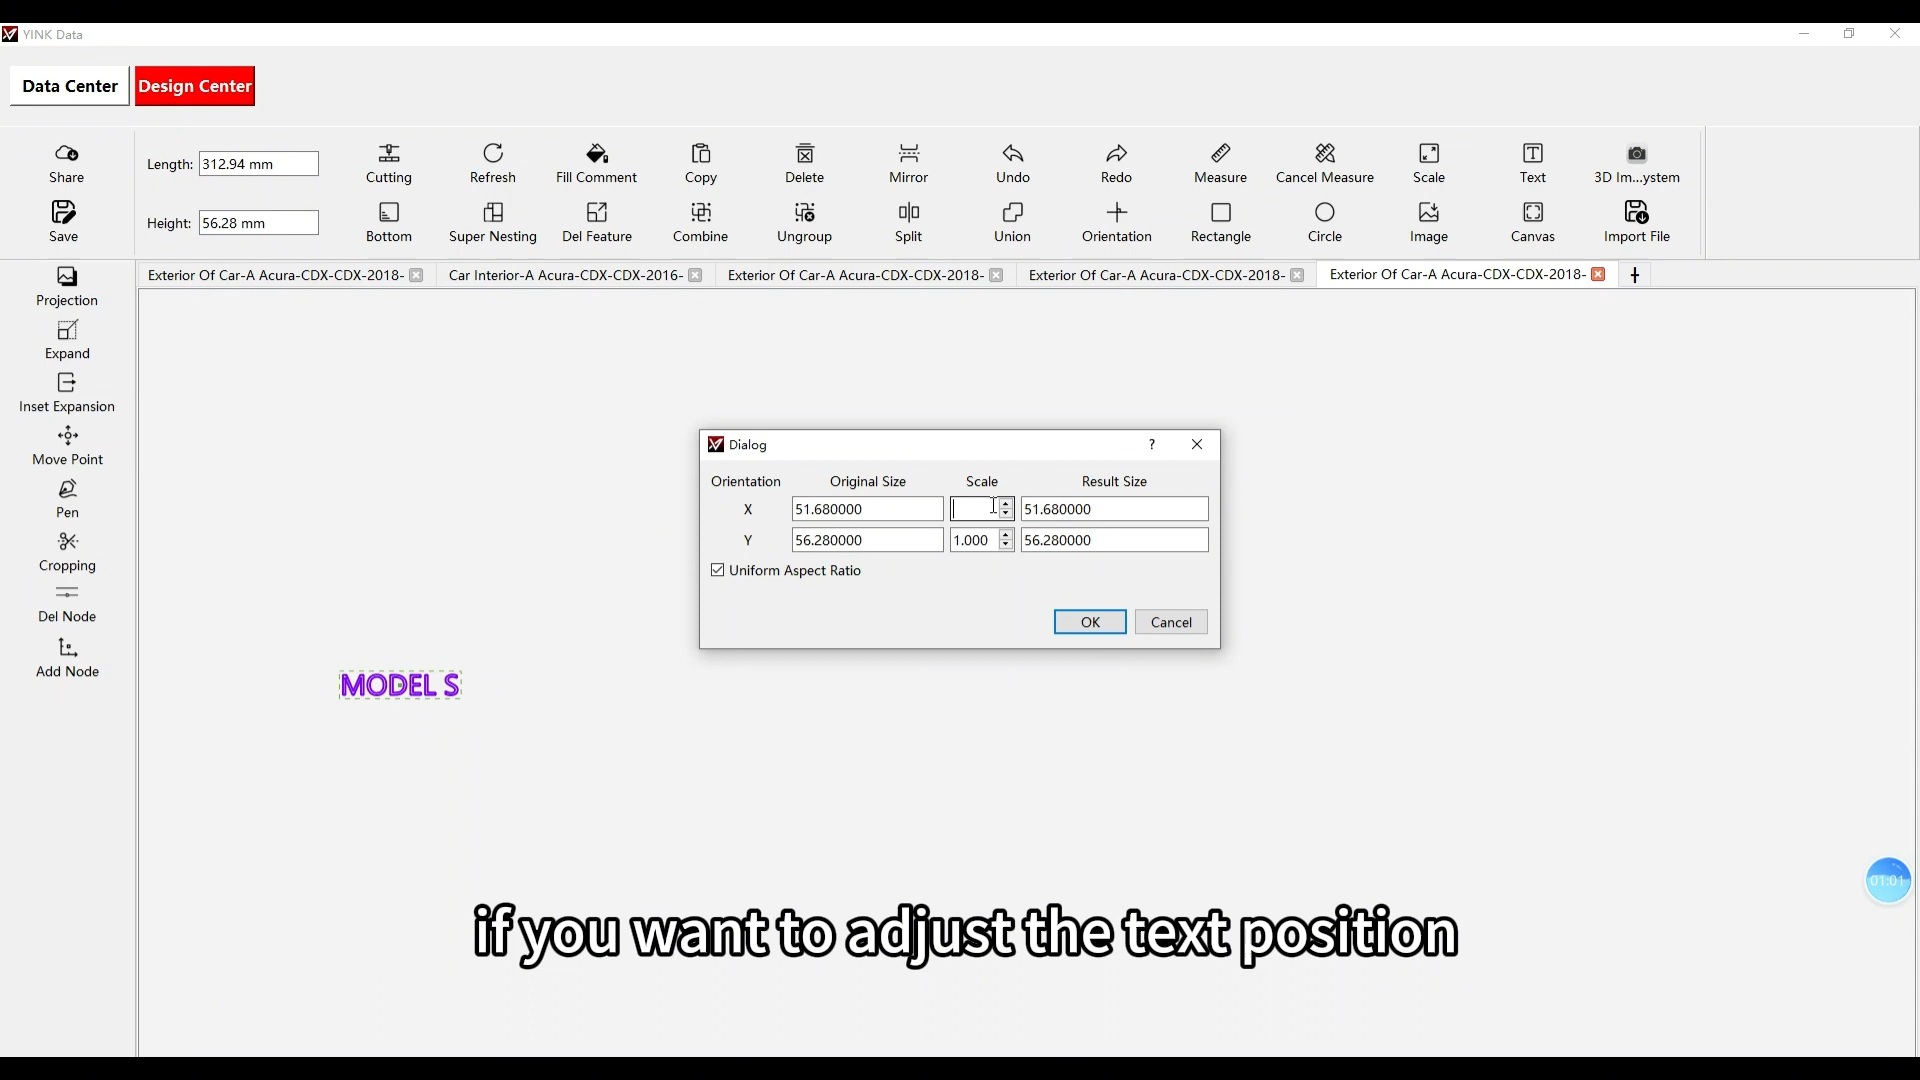 YINK Data
Data Center
Design Center
Share
Save
Length:
312.94 mm
Height:
56.28 mm
Cutting
Refresh
Fill Comment
Copy
Delete
Mirror
Undo
Redo
Measure
Cancel Measure
Scale
Text
3D Im...ystem
Bottom
Super Nesting
Del Feature
Combine
Ungroup
Split
Union
Orientation
Rectangle
Circle
Image
Canvas
Import File
Exterior Of Car-A Acura-CDX-CDX-2018-
Car Interior-A Acura-CDX-CDX-2016-
Exterior Of Car-A Acura-CDX-CDX-2018-
Exterior Of Car-A Acura-CDX-CDX-2018-
Exterior Of Car-A Acura-CDX-CDX-2018-
Projection
Expand
Inset Expansion
Move Point
Pen
Cropping
Del Node
Add Node
Dialog
?
Orientation
Original Size
Scale
Result Size
X
51.680000
51.680000
Y
56.280000
1.000
56.280000
Uniform Aspect Ratio
OK
Cancel
MODEL S
01:01
if you want to adjust the text position